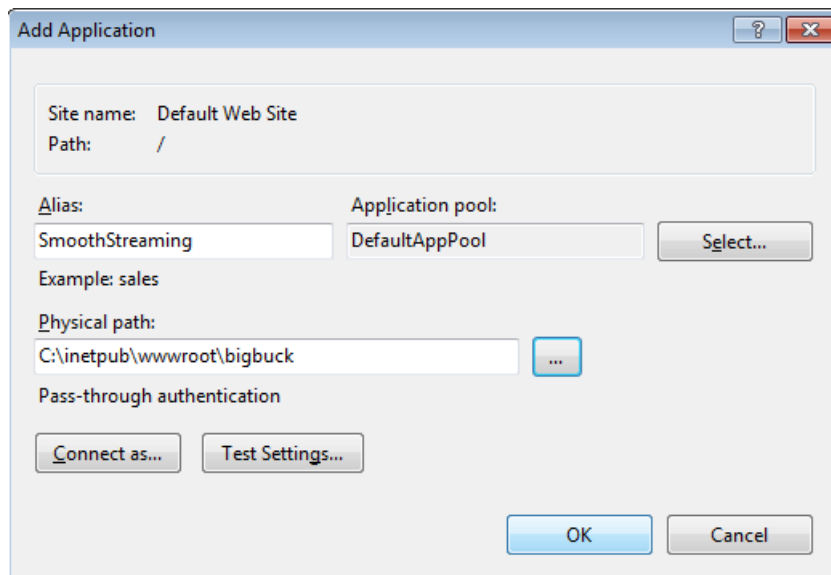 Add Application
?
Site name: Default Web Site
Path: /
Alias:
Application pool:
SmoothStreaming
DefaultAppPool
Select...
Example: sales
Physical path:
C:\inetpub\wwwroot\bigbuck
...
Pass-through authentication
Connect as...
Test Settings...
OK
Cancel